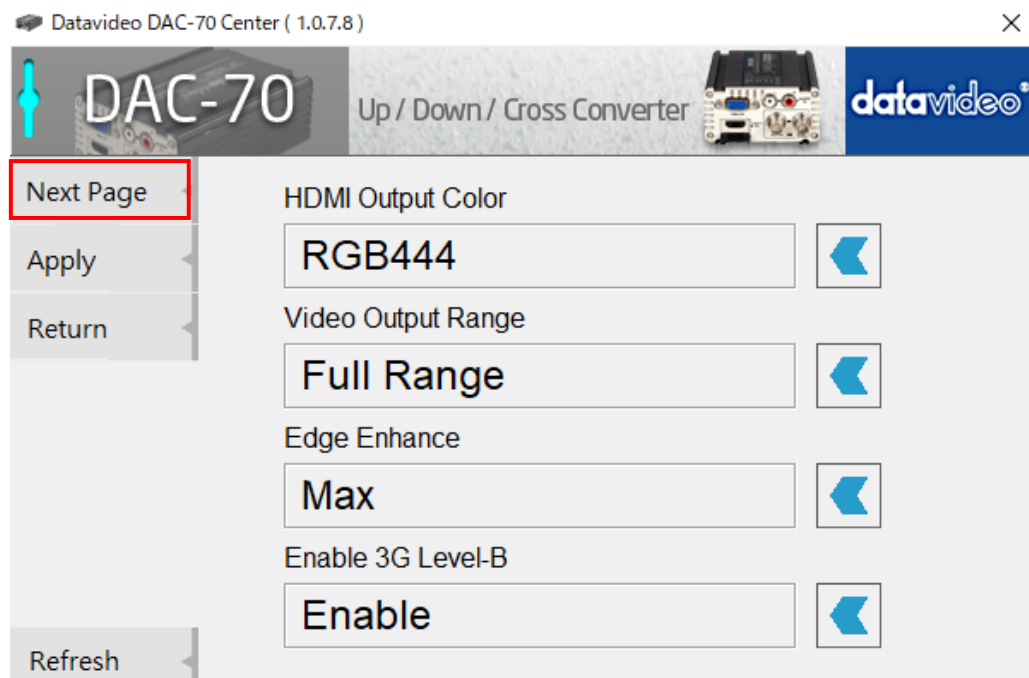 Datavideo DAC-70 Center ( 1.0.7.8 )
DAC-70
Up / Down / Cross Converter
datavideo®
Next Page
Apply
Return
Refresh
HDMI Output Color
RGB444
Video Output Range
Full Range
Edge Enhance
Max
Enable 3G Level-B
Enable